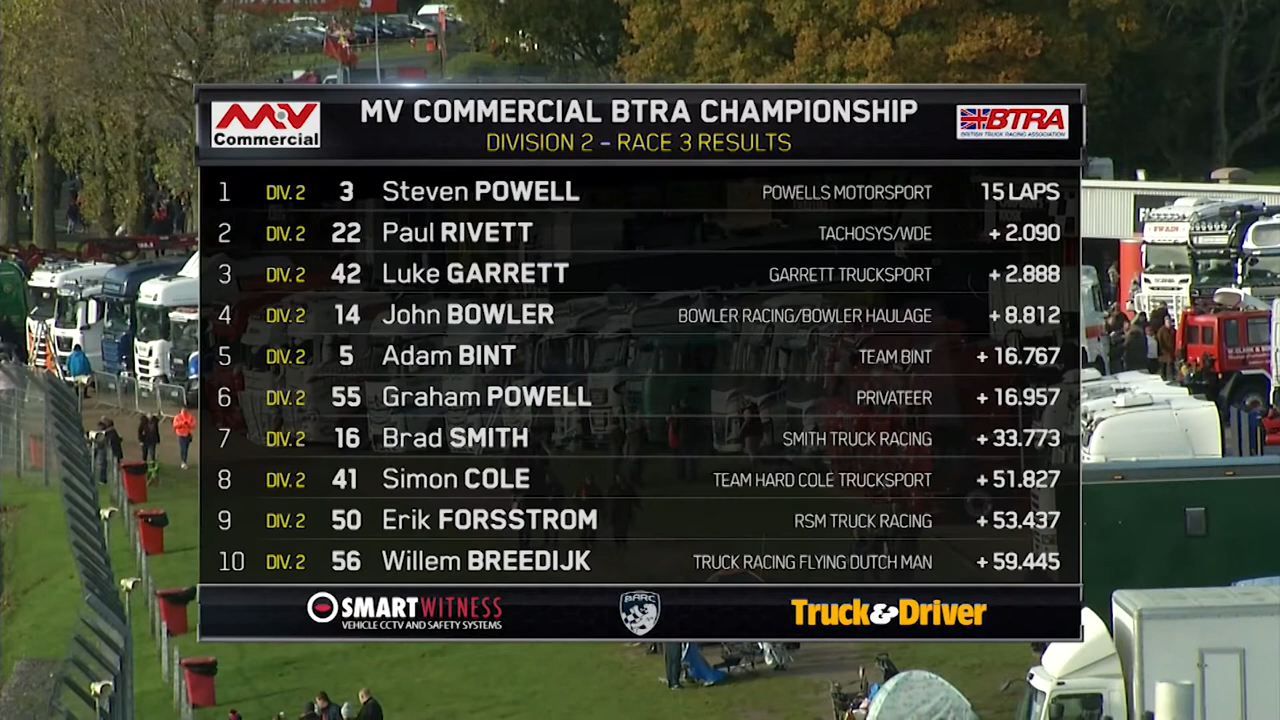 MV Commercial
MV COMMERCIAL BTRA CHAMPIONSHIP
DIVISION 2 – RACE 3 RESULTS
BTRA
BRITISH TRUCK RACING ASSOCIATION
1 DIV. 2 3 Steven POWELL POWELLS MOTORSPORT 15 LAPS
2 DIV. 2 22 Paul RIVETT TACHOSYS/WDE + 2.090
3 DIV. 2 42 Luke GARRETT GARRETT TRUCKSPORT + 2.888
4 DIV. 2 14 John BOWLER BOWLER RACING/BOWLER HAULAGE + 8.812
5 DIV. 2 5 Adam BINT TEAM BINT + 16.767
6 DIV. 2 55 Graham POWELL PRIVATEER + 16.957
7 DIV. 2 16 Brad SMITH SMITH TRUCK RACING + 33.773
8 DIV. 2 41 Simon COLE TEAM HARD COLE TRUCKSPORT + 51.827
9 DIV. 2 50 Erik FORSSTROM RSM TRUCK RACING + 53.437
10 DIV. 2 56 Willem BREEDIJK TRUCK RACING FLYING DUTCH MAN + 59.445
SMARTWITNESS
VEHICLE CCTV AND SAFETY SYSTEMS
BARC
Truck&Driver